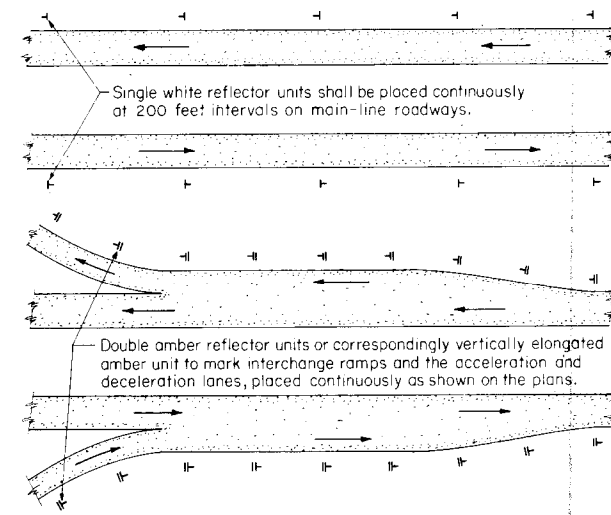 Single white reflector units shall be placed continuously
at 200 feet intervals on main-line roadways.
Double amber reflector units or correspondingly vertically elongated
amber unit to mark interchange ramps and the acceleration and
deceleration lanes, placed continuously as shown on the plans.